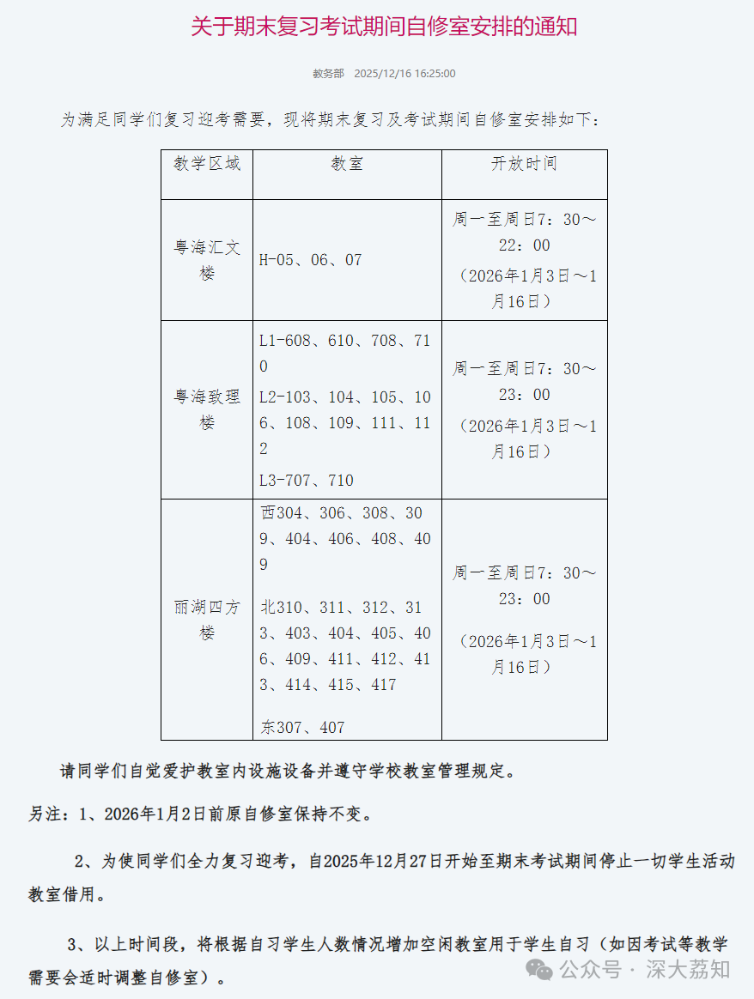 关于期末复习考试期间自修室安排的通知
教务部 2025/12/16 16:25:00
为满足同学们复习迎考需要，现将期末复习及考试期间自修室安排如下：
教学区域 教室 开放时间
粤海汇文
楼
H-05、06、07
周一至周日7：30～
22：00
（2026年1月3日～1
月16日）
粤海致理
楼
L1-608、610、708、71
0
L2-103、104、105、10
6、108、109、111、11
2
L3-707、710
周一至周日7：30～
23：00
（2026年1月3日～1
月16日）
丽湖四方
楼
西304、306、308、30
9、404、406、408、40
9
北310、311、312、31
3、403、404、405、40
6、409、411、412、41
3、414、415、417
东307、407
周一至周日7：30～
23：00
（2026年1月3日～1
月16日）
请同学们自觉爱护教室内设施设备并遵守学校教室管理规定。
另注：1、2026年1月2日前原自修室保持不变。
2、为使同学们全力复习迎考，自2025年12月27日开始至期末考试期间停止一切学生活动
教室借用。
3、以上时间段，将根据自习学生人数情况增加空闲教室用于学生自习（如因考试等教学
需要会适时调整自修室）。
公众号·深大荔知